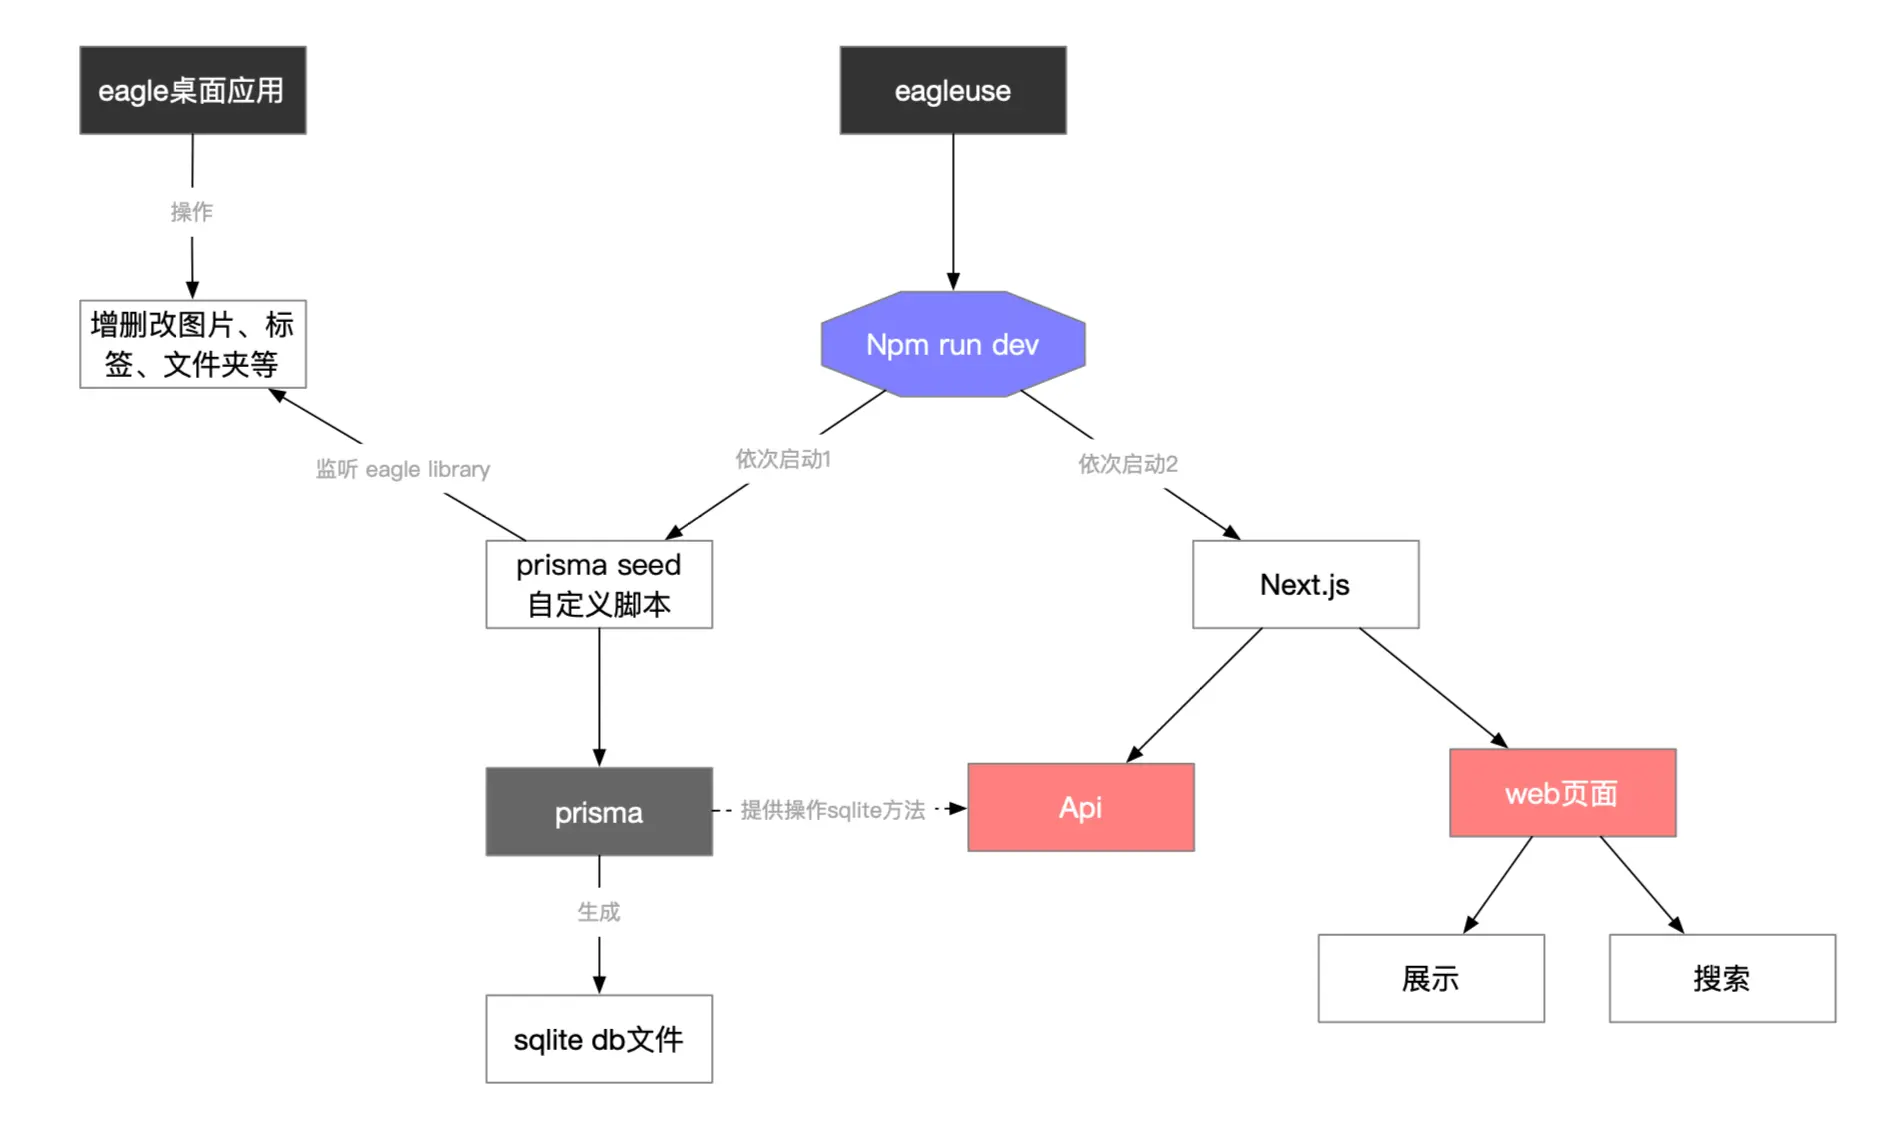 eagle桌面应用
eagleuse
操作
增删改图片、标
签、文件夹等
Npm run dev
监听 eagle library
依次启动1
依次启动2
prisma seed
自定义脚本
Next.js
prisma
提供操作sqlite方法
Api
web页面
生成
展示
搜索
sqlite db文件